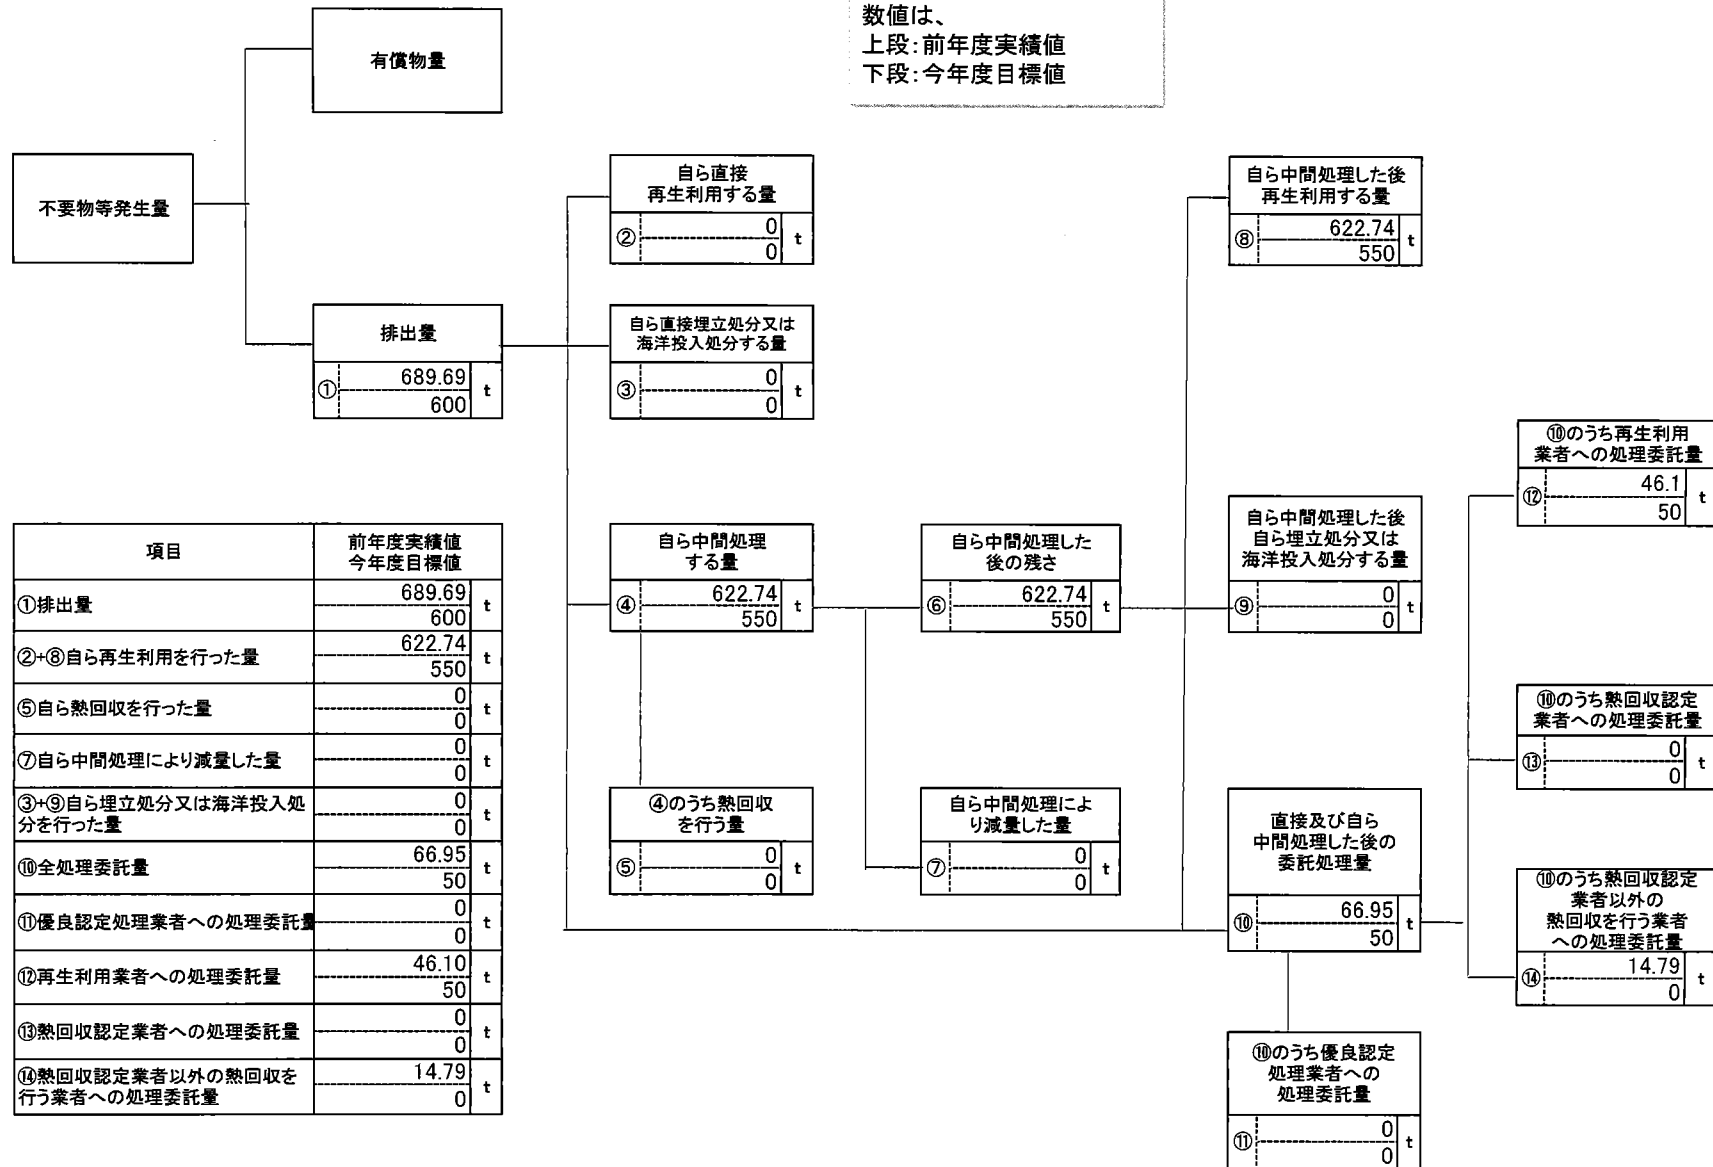 数値は、
上段:前年度実績値
下段:今年度目標値
有償物量
不要物等発生量
排出量
①
689.69
600
t
自ら直接
再生利用する量
②
0
0
t
自ら直接埋立処分又は
海洋投入処分する量
③
0
0
t
自ら中間処理
する量
④
622.74
550
t
④のうち熱回収
を行う量
⑤
0
0
t
自ら中間処理した
後の残さ
⑥
622.74
550
t
自ら中間処理によ
り減量した量
⑦
0
0
t
自ら中間処理した後
再生利用する量
⑧
622.74
550
t
自ら中間処理した後
自ら埋立処分又は
海洋投入処分する量
⑨
0
0
t
直接及び自ら
中間処理した後の
委託処理量
⑩
66.95
50
t
⑩のうち優良認定
処理業者への
処理委託量
⑪
0
0
t
⑩のうち再生利用
業者への処理委託量
⑫
46.1
50
t
⑩のうち熱回収認定
業者への処理委託量
⑬
0
0
t
⑩のうち熱回収認定
業者以外の
熱回収を行う業者
への処理委託量
⑭
14.79
0
t
項目
前年度実績値
今年度目標値
①排出量
689.69
600
t
②+⑧自ら再生利用を行った量
622.74
550
t
⑤自ら熱回収を行った量
0
0
t
⑦自ら中間処理により減量した量
0
0
t
③+⑨自ら埋立処分又は海洋投入処
分を行った量
0
0
t
⑩全処理委託量
66.95
50
t
⑪優良認定処理業者への処理委託量
0
0
t
⑫再生利用業者への処理委託量
46.10
50
t
⑬熱回収認定業者への処理委託量
0
0
t
⑭熱回収認定業者以外の熱回収を
行う業者への処理委託量
14.79
0
t